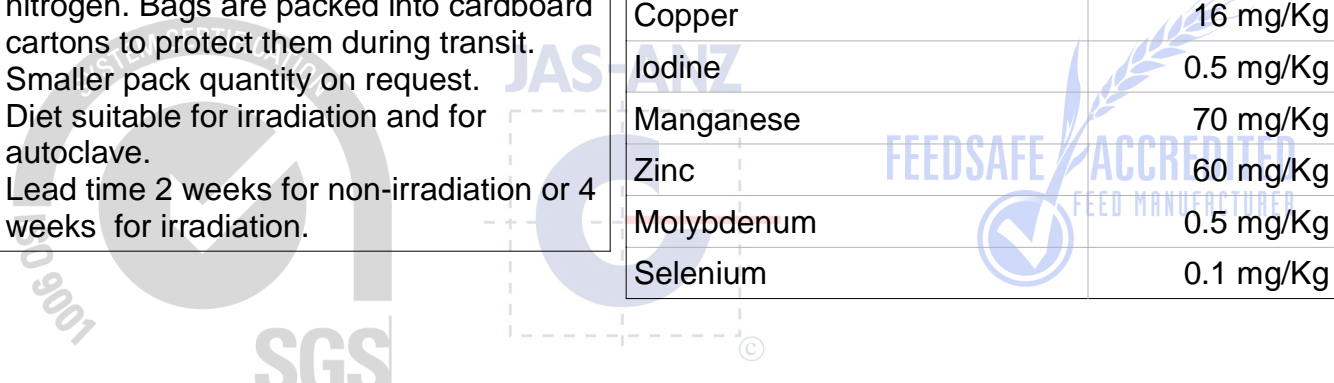 nitrogen. Bags are packed into cardboard
cartons to protect them during transit.
Smaller pack quantity on request.
Diet suitable for irradiation and for
autoclave.
Lead time 2 weeks for non-irradiation or 4
weeks for irradiation.
Copper 16 mg/Kg
Iodine 0.5 mg/Kg
Manganese 70 mg/Kg
Zinc 60 mg/Kg
Molybdenum 0.5 mg/Kg
Selenium 0.1 mg/Kg
SYSTEM CERTIFICATION
ISO 9001
SGS
JAS-ANZ
C
©
FEEDSAFE ACCREDITED
FEED MANUFACTURER